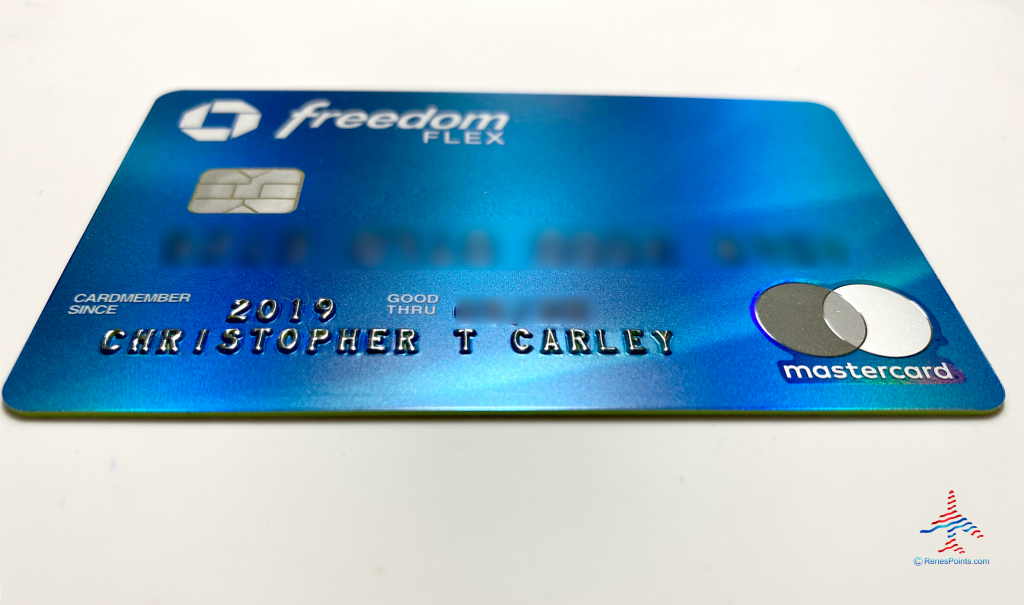 freedom
FLEX
CARDMEMBER
SINCE
2019
GOOD
THRU
CHRISTOPHER T CARLEY
mastercard
© RenesPoints.com